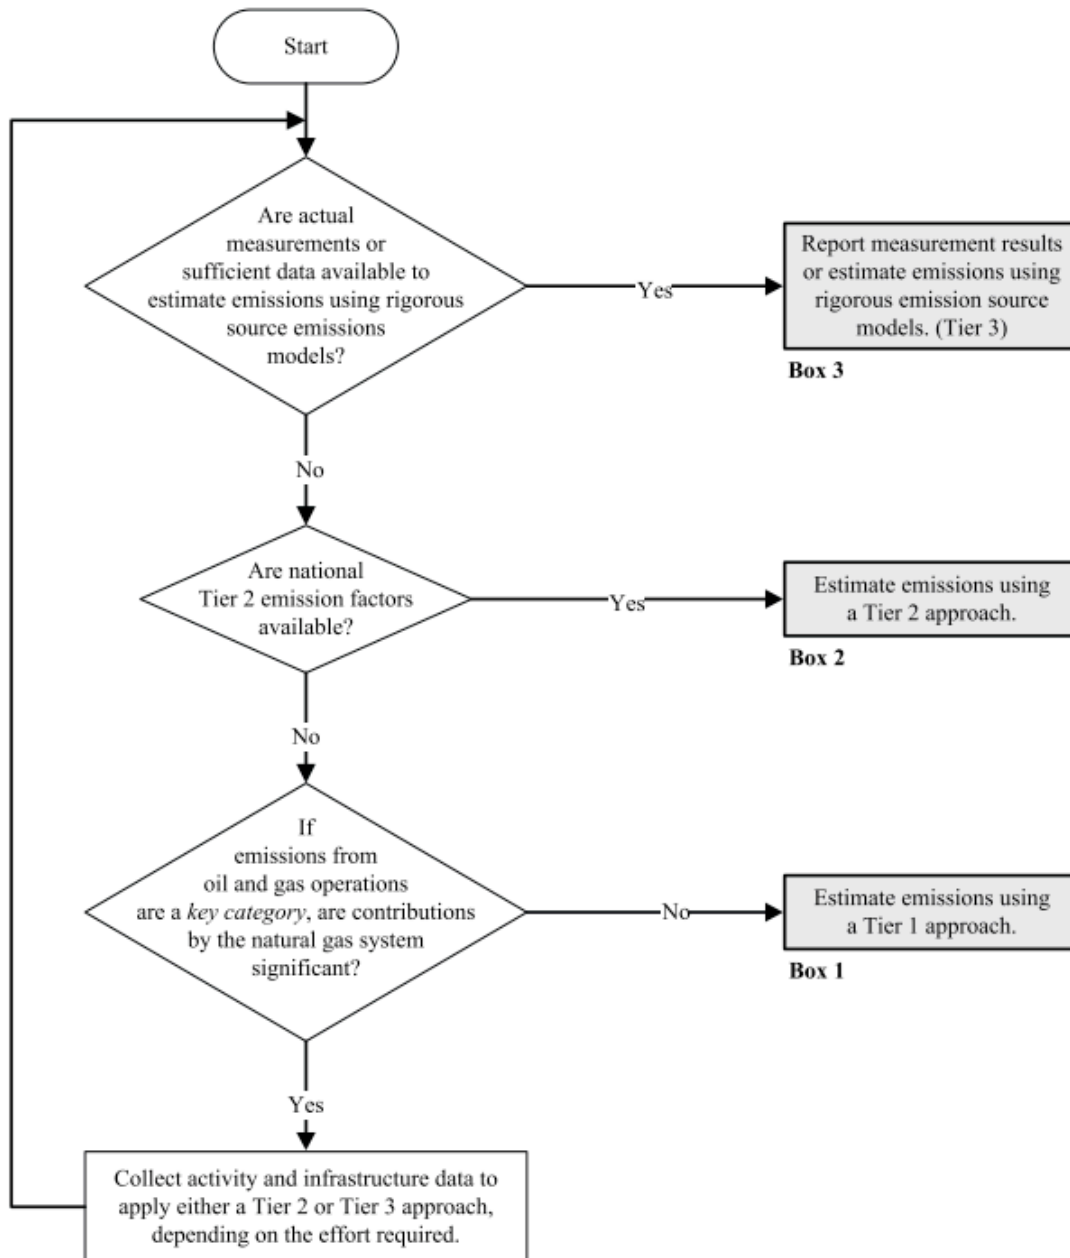 Start
Are actual
measurements or
sufficient data available to
estimate emissions using rigorous
source emissions
models?
Yes
Report measurement results
or estimate emissions using
rigorous emission source
models. (Tier 3)
Box 3
No
Are national
Tier 2 emission factors
available?
Yes
Estimate emissions using
a Tier 2 approach.
Box 2
No
If
emissions from
oil and gas operations
are a key category, are contributions
by the natural gas system
significant?
No
Estimate emissions using
a Tier 1 approach.
Box 1
Yes
Collect activity and infrastructure data to
apply either a Tier 2 or Tier 3 approach,
depending on the effort required.